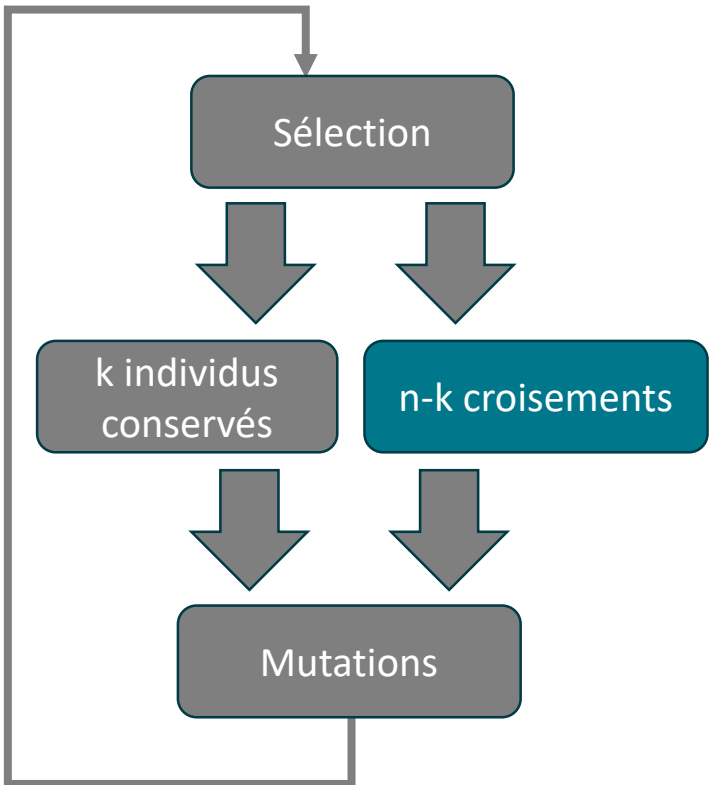 Sélection
k individus
conservés
n-k croisements
Mutations